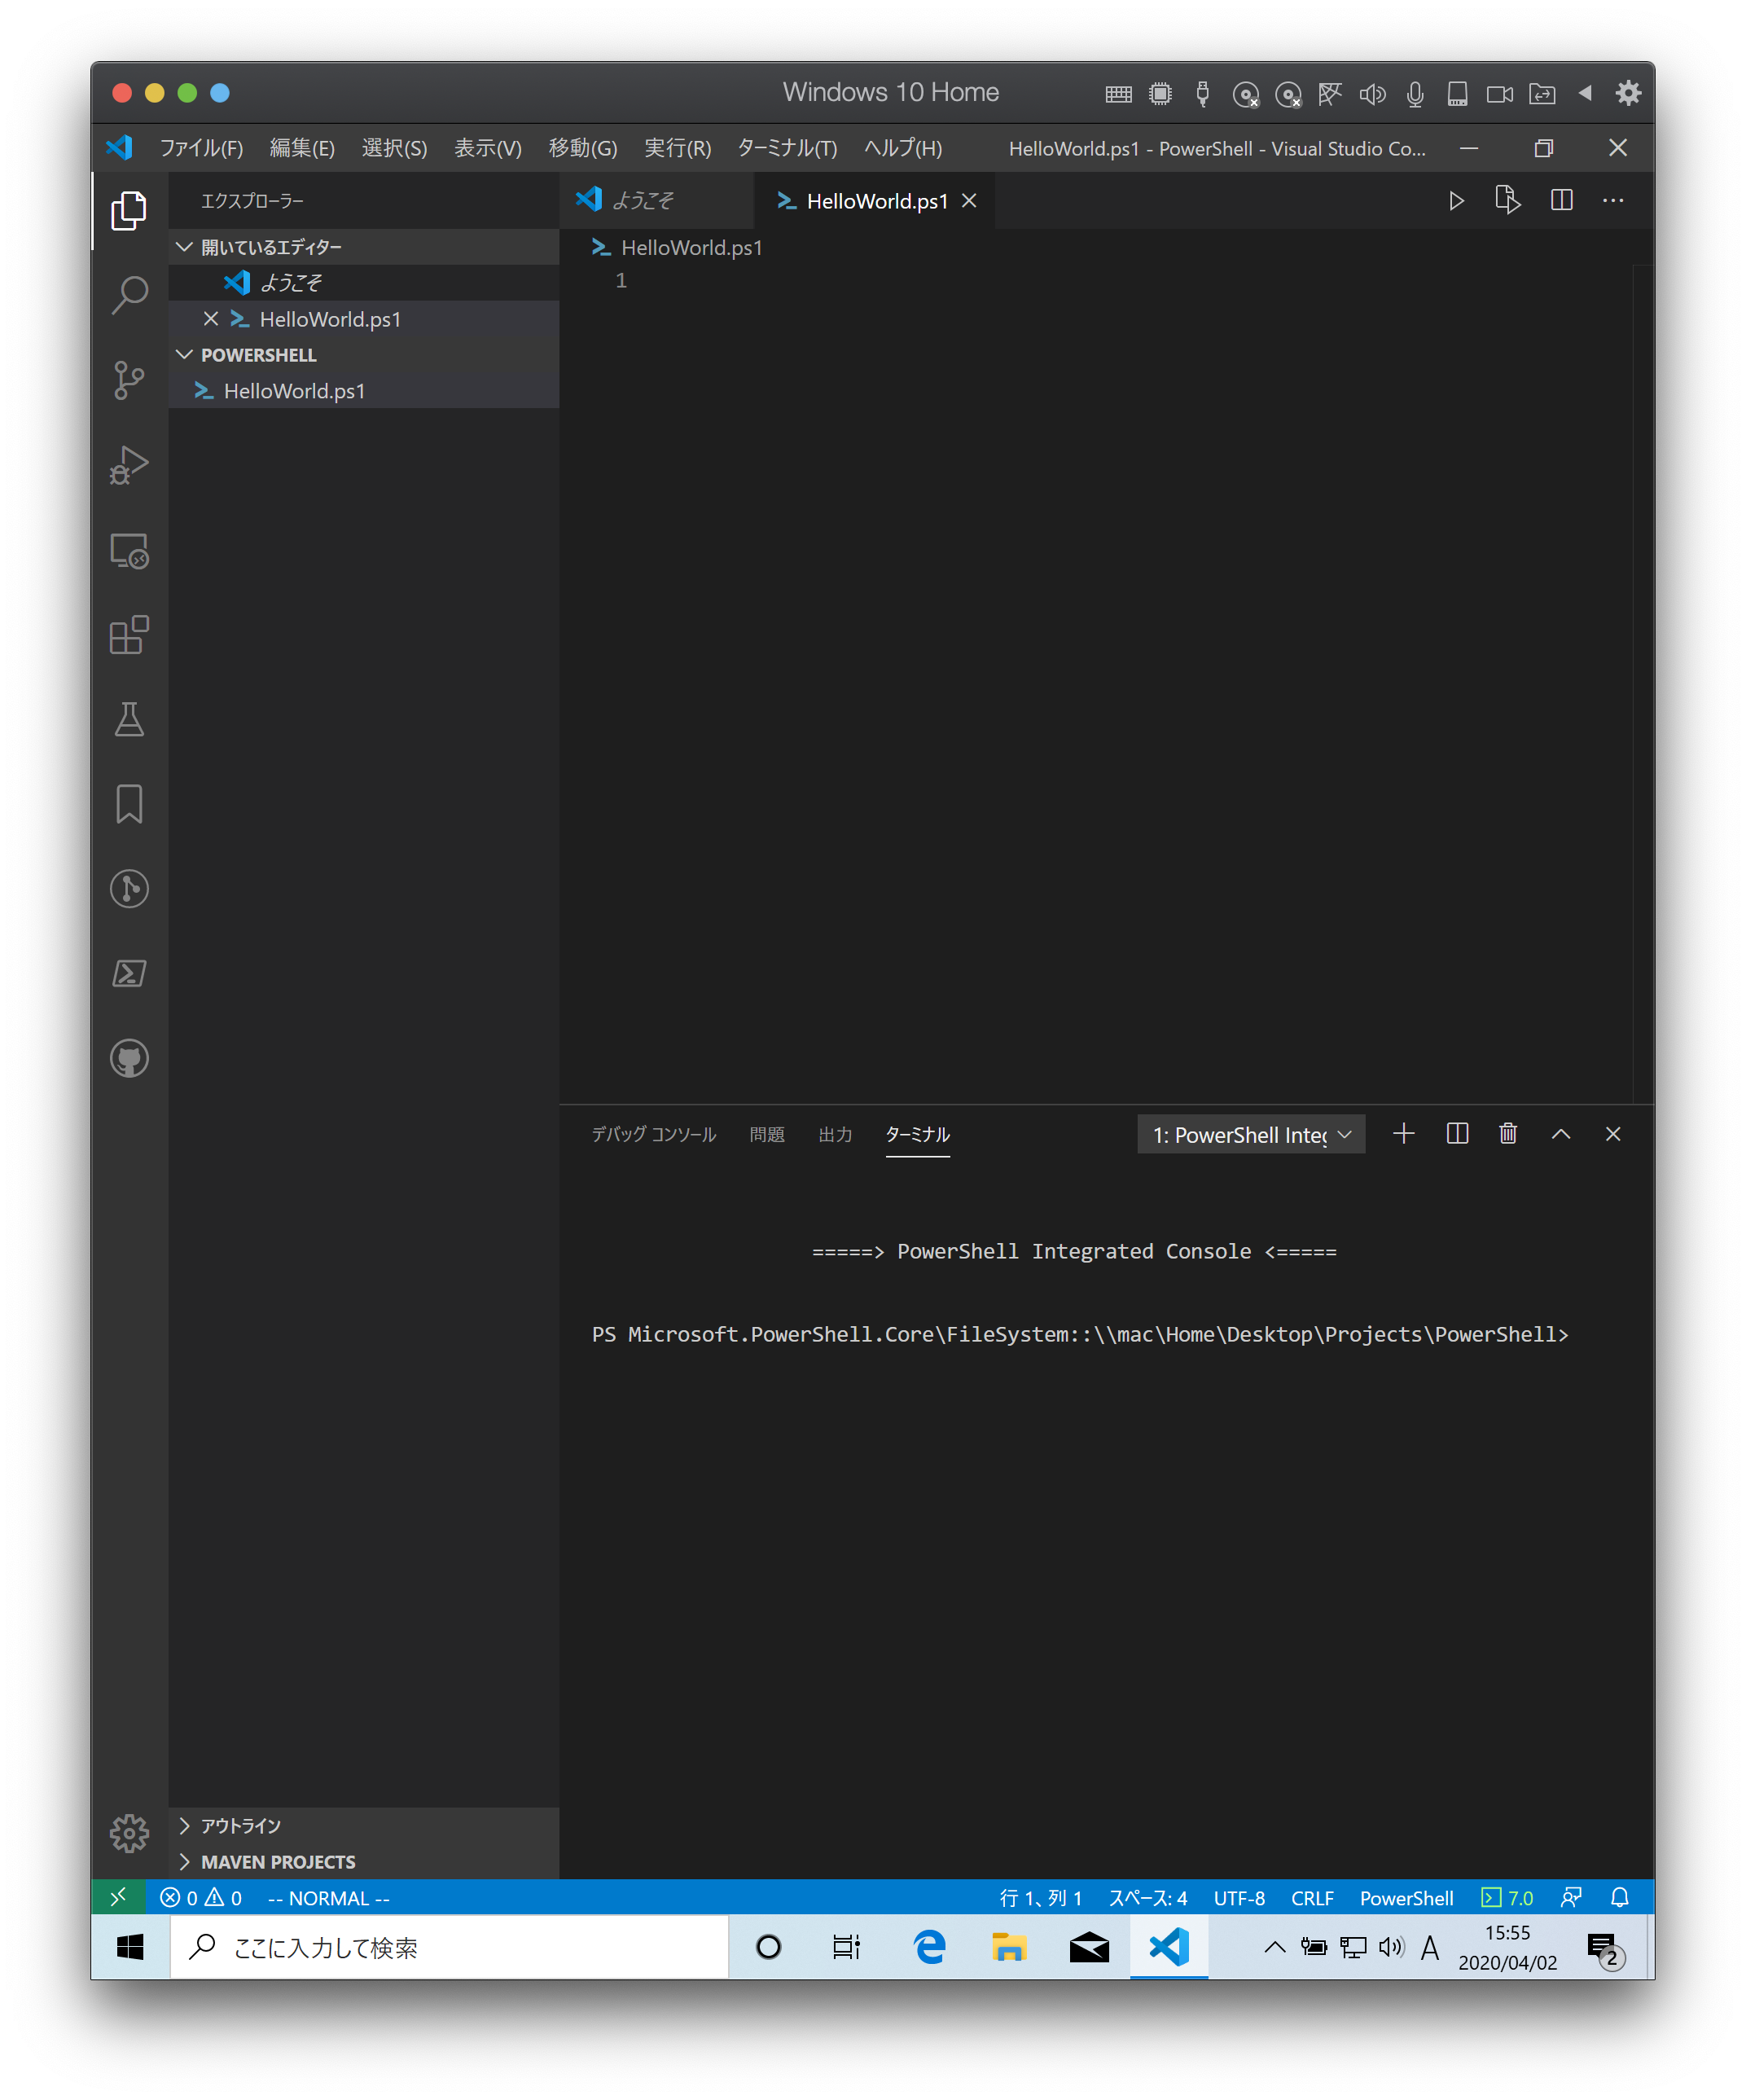 Windows 10 Home
ファイル(F) 編集(E) 選択(S) 表示(V) 移動(G) 実行(R) ターミナル(T) ヘルプ(H) HelloWorld.ps1 - PowerShell - Visual Studio Co...
エクスプローラー
開いているエディター
ようこそ
HelloWorld.ps1
POWERSHELL
HelloWorld.ps1
アウトライン
MAVEN PROJECTS
ようこそ HelloWorld.ps1
HelloWorld.ps1
1
デバッグ コンソール 問題 出力 ターミナル 1: PowerShell Integ
=====> PowerShell Integrated Console <=====
PS Microsoft.PowerShell.Core\FileSystem::\\mac\Home\Desktop\Projects\PowerShell>
0 0 -- NORMAL -- 行 1、列 1 スペース: 4 UTF-8 CRLF PowerShell 7.0
ここに入力して検索
A
15:55
2020/04/02
2